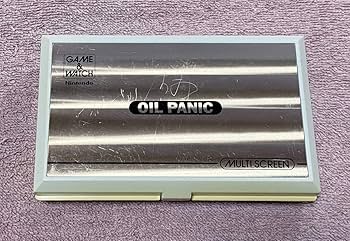 GAME
&
WATCH
Nintendo
OIL PANIC
MULTI SCREEN